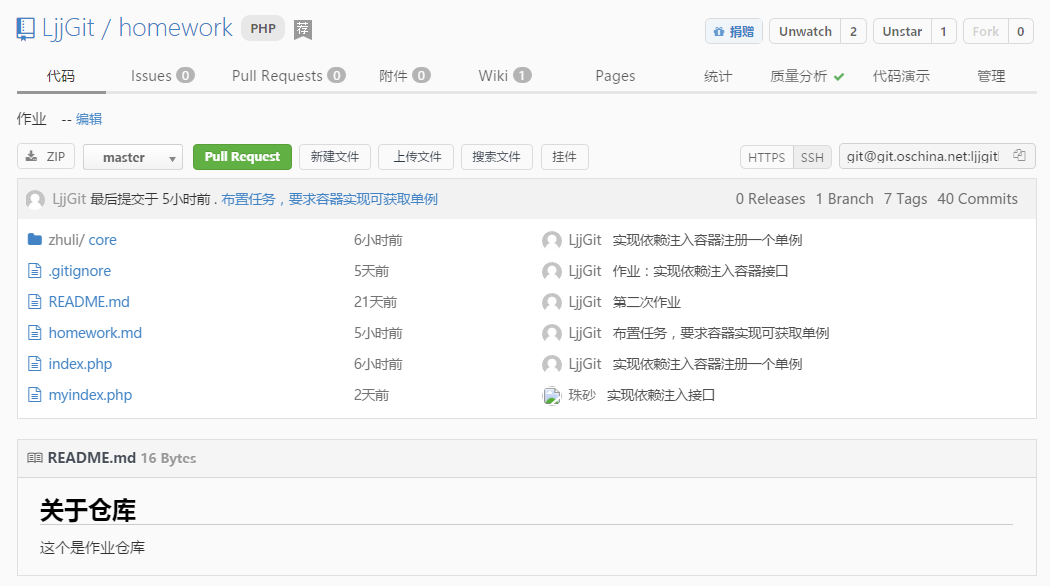 LjjGit / homework PHP 荐 捐赠 Unwatch 2 Unstar 1 Fork 0
代码 Issues 0 Pull Requests 0 附件 0 Wiki 1 Pages 统计 质量分析 代码演示 管理
作业 -- 编辑
ZIP master Pull Request 新建文件 上传文件 搜索文件 挂件 HTTPS SSH git@git.oschina.net:ljjgit
LjjGit 最后提交于 5小时前 . 布置任务，要求容器实现可获取单例 0 Releases 1 Branch 7 Tags 40 Commits
zhuli/ core 6小时前 LjjGit 实现依赖注入容器注册一个单例
.gitignore 5天前 LjjGit 作业：实现依赖注入容器接口
README.md 21天前 LjjGit 第二次作业
homework.md 5小时前 LjjGit 布置任务，要求容器实现可获取单例
index.php 6小时前 LjjGit 实现依赖注入容器注册一个单例
myindex.php 2天前 珠砂 实现依赖注入接口
README.md 16 Bytes
关于仓库
这个是作业仓库